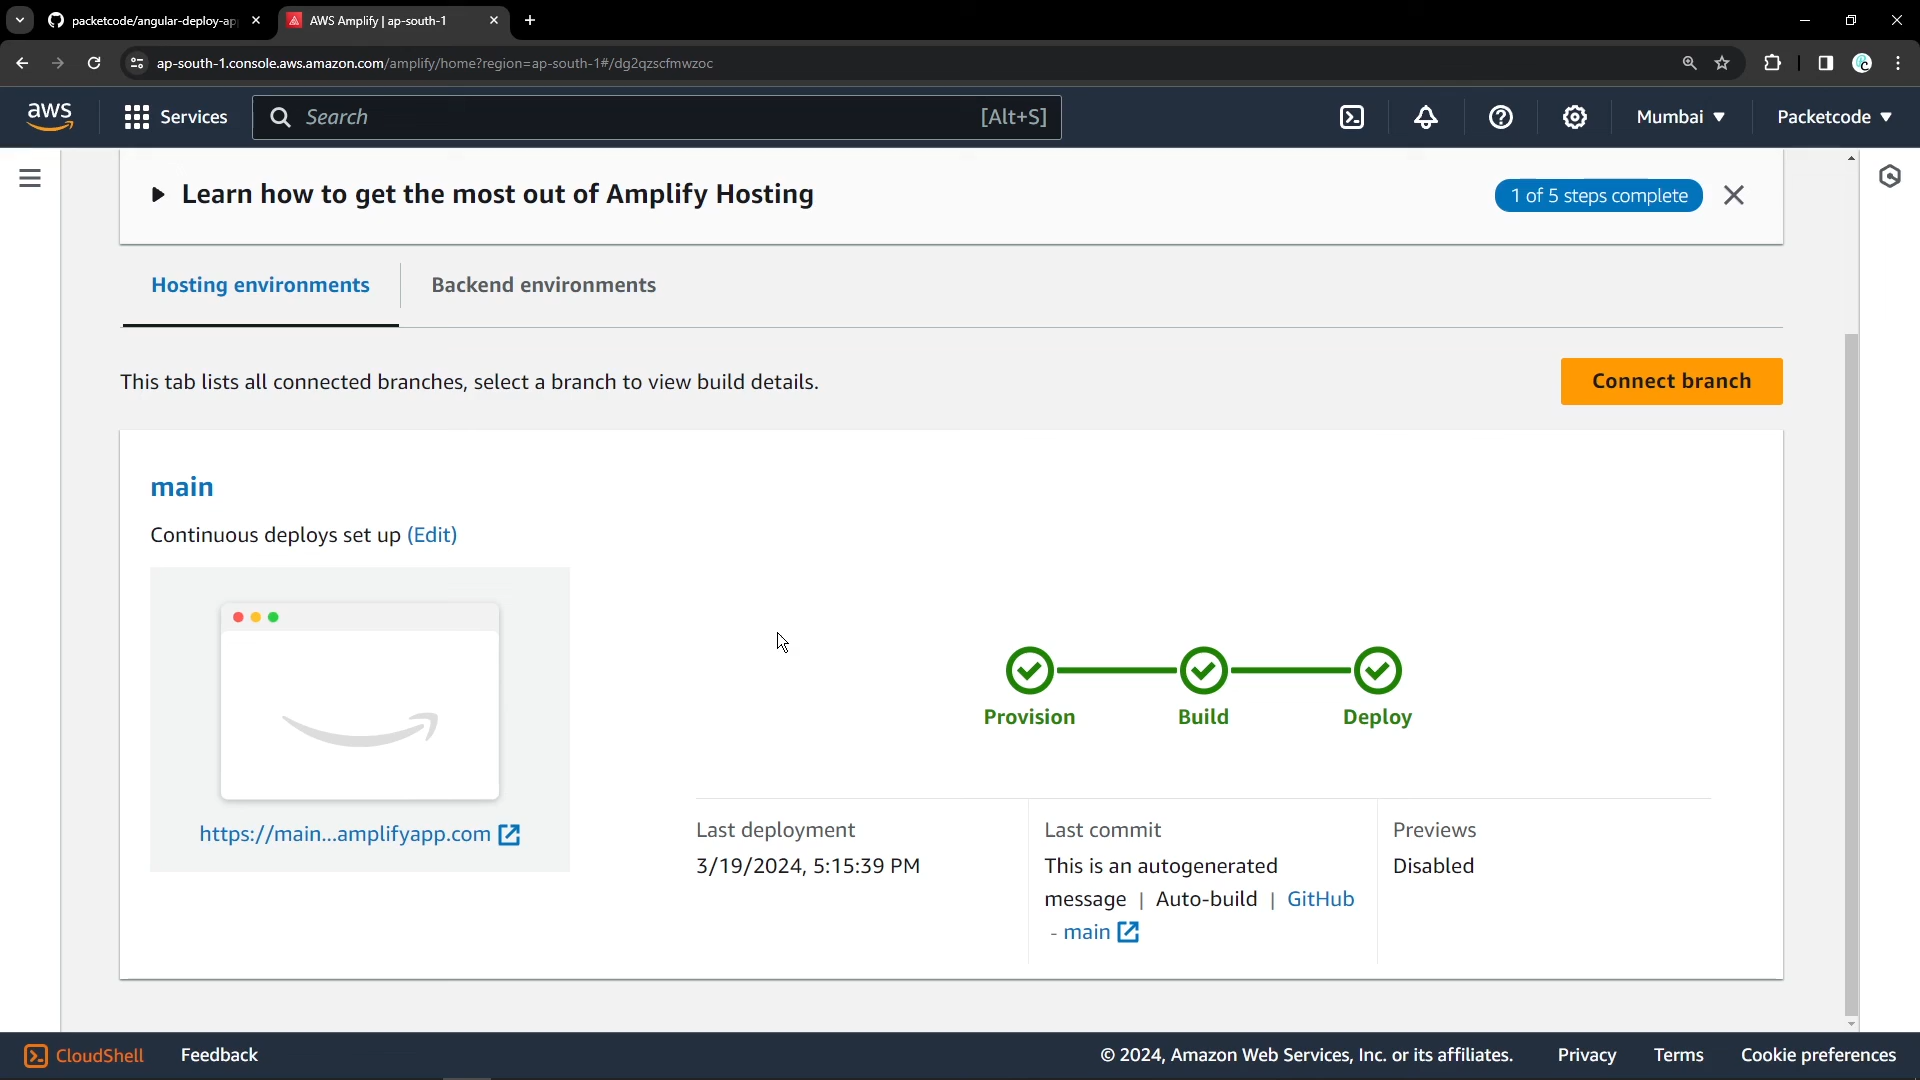 packetcode/angular-deploy-ap
AWS Amplify | ap-south-1
ap-south-1.console.aws.amazon.com/amplify/home?region=ap-south-1#/dg2qzscfmwzoc
aws
Services
Search
[Alt+S]
Mumbai
Packetcode
Learn how to get the most out of Amplify Hosting
1 of 5 steps complete
Hosting environments
Backend environments
This tab lists all connected branches, select a branch to view build details.
Connect branch
main
Continuous deploys set up (Edit)
https://main...amplifyapp.com
Provision
Build
Deploy
Last deployment
3/19/2024, 5:15:39 PM
Last commit
This is an autogenerated
message | Auto-build | GitHub
- main
Previews
Disabled
CloudShell
Feedback
© 2024, Amazon Web Services, Inc. or its affiliates.
Privacy
Terms
Cookie preferences